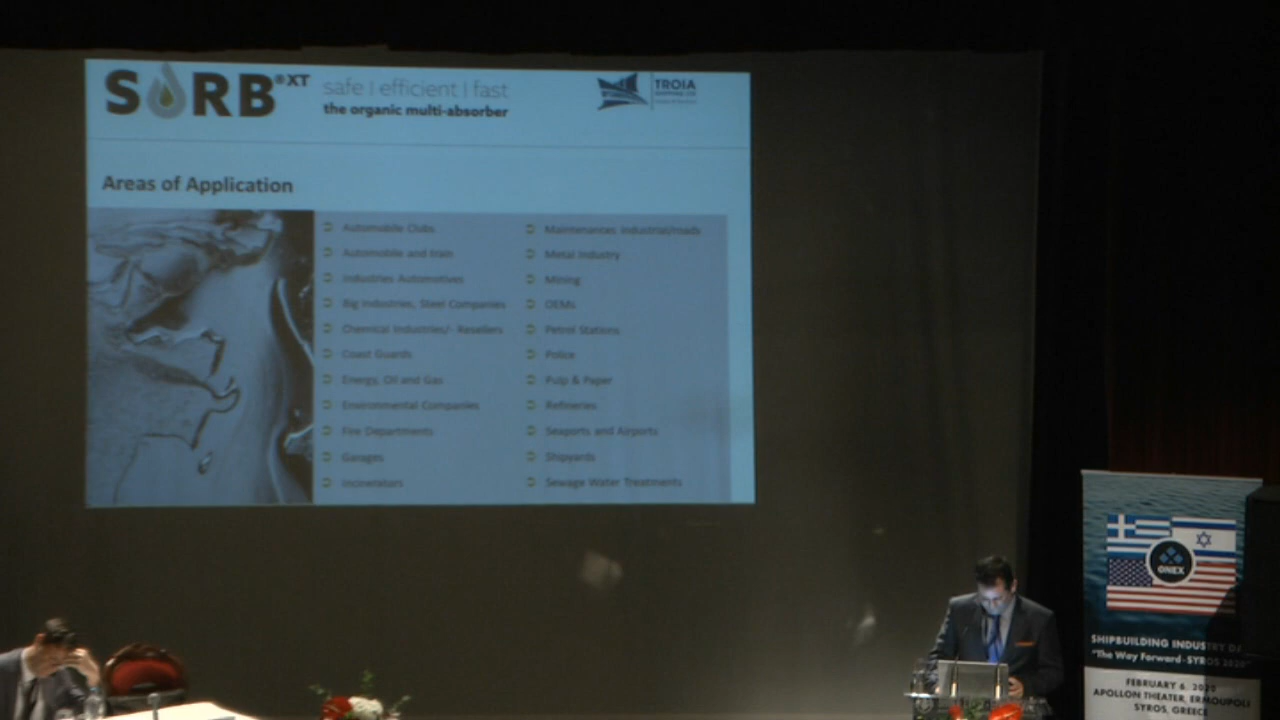 SORB®XT
safe | efficient | fast
the organic multi-absorber
TROIA
Areas of Application
Automobile Clubs
Automobile and train
Industries Automotives
Big Industries, Steel Companies
Chemical Industries/- Resellers
Coast Guards
Energy, Oil and Gas
Environmental Companies
Fire Departments
Garages
Incinerators
Maintenances industrial/roads
Metal Industry
Mining
OEMs
Petrol Stations
Police
Pulp & Paper
Refineries
Seaports and Airports
Shipyards
Sewage Water Treatments
ONEX
SHIPBUILDING INDUSTRY
"The Way Forward - SYROS 2020"
FEBRUARY 6, 2020
APOLLON THEATER, ERMOUPOLI
SYROS, GREECE